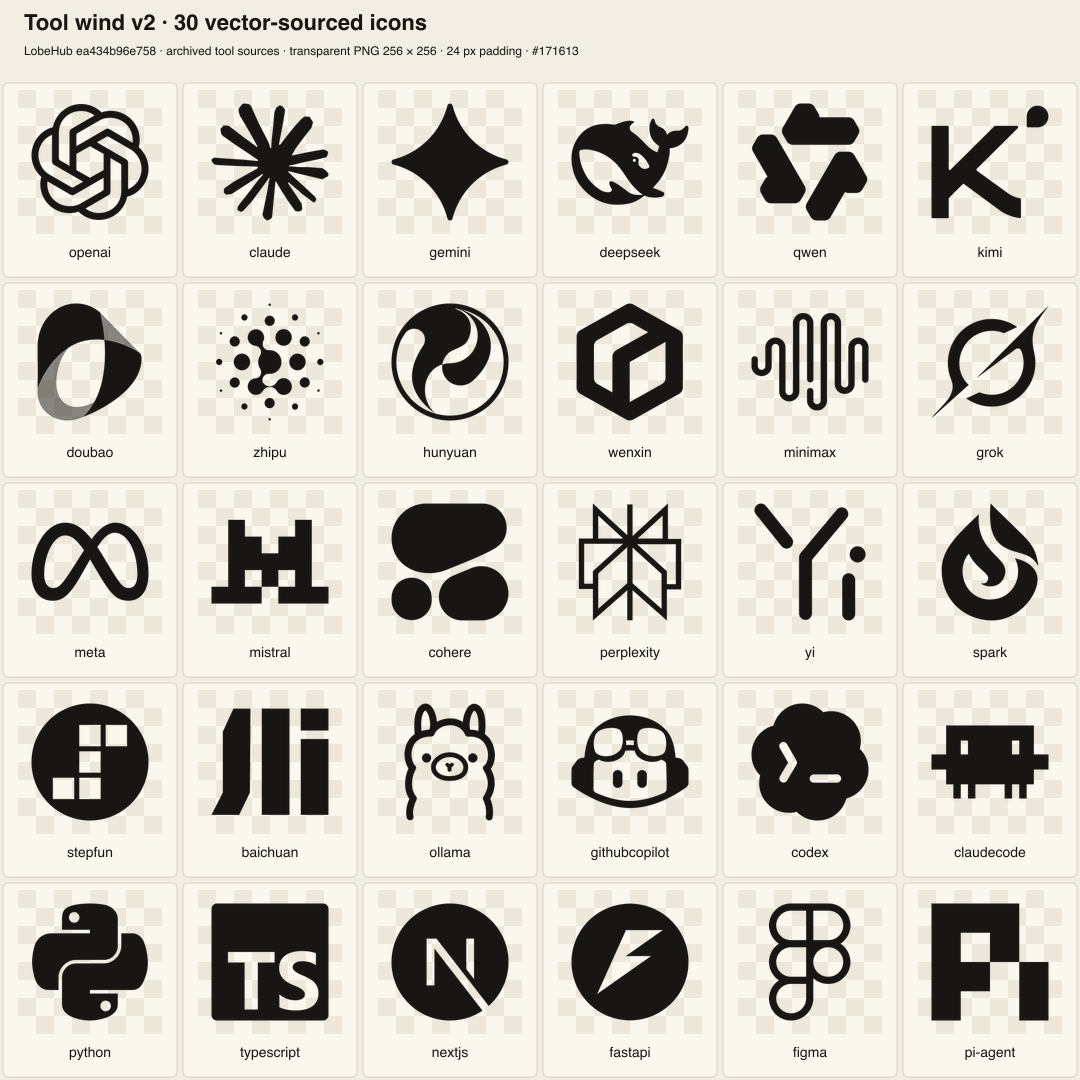 Tool wind v2 · 30 vector-sourced icons
LobeHub ea434b96e758 · archived tool sources · transparent PNG 256 × 256 · 24 px padding · #171613
openai claude gemini deepseek qwen kimi
doubao zhipu hunyuan wenxin minimax grok
Yi
meta mistral cohere perplexity yi spark
stepfun baichuan ollama githubcopilot codex claudecode
TS
python typescript nextjs fastapi figma pi-agent